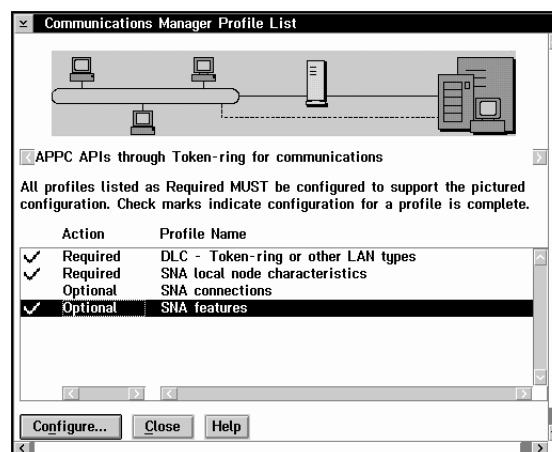 Communications Manager Profile List
APPC APIs through Token-ring for communications
All profiles listed as Required MUST be configured to support the pictured
configuration. Check marks indicate configuration for a profile is complete.
Action Profile Name
Required DLC - Token-ring or other LAN types
Required SNA local node characteristics
Optional SNA connections
Optional SNA features
Configure... Close Help